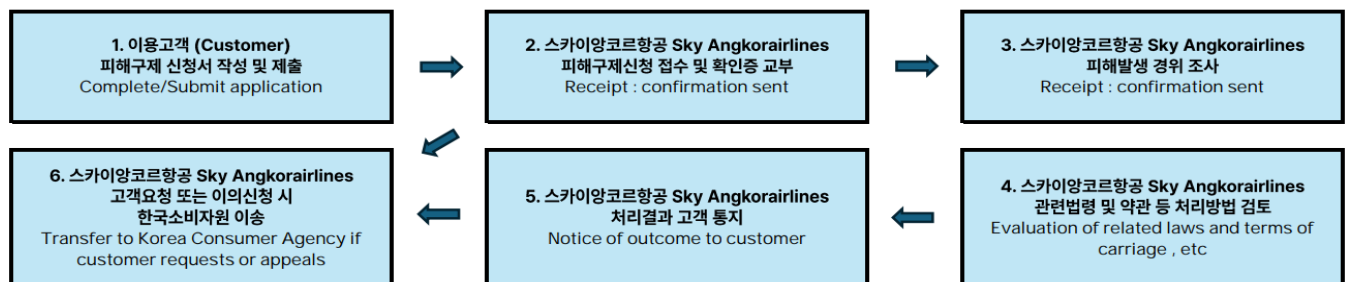 1. 이용고객 (Customer)
피해구제 신청서 작성 및 제출
Complete/Submit application
2. 스카이앙코르항공 Sky Angkorairlines
피해구제신청 접수 및 확인증 교부
Receipt : confirmation sent
3. 스카이앙코르항공 Sky Angkorairlines
피해발생 경위 조사
Receipt : confirmation sent
4. 스카이앙코르항공 Sky Angkorairlines
관련법령 및 약관 등 처리방법 검토
Evaluation of related laws and terms of
carriage , etc
5. 스카이앙코르항공 Sky Angkorairlines
처리결과 고객 통지
Notice of outcome to customer
6. 스카이앙코르항공 Sky Angkorairlines
고객요청 또는 이의신청 시
한국소비자원 이송
Transfer to Korea Consumer Agency if
customer requests or appeals